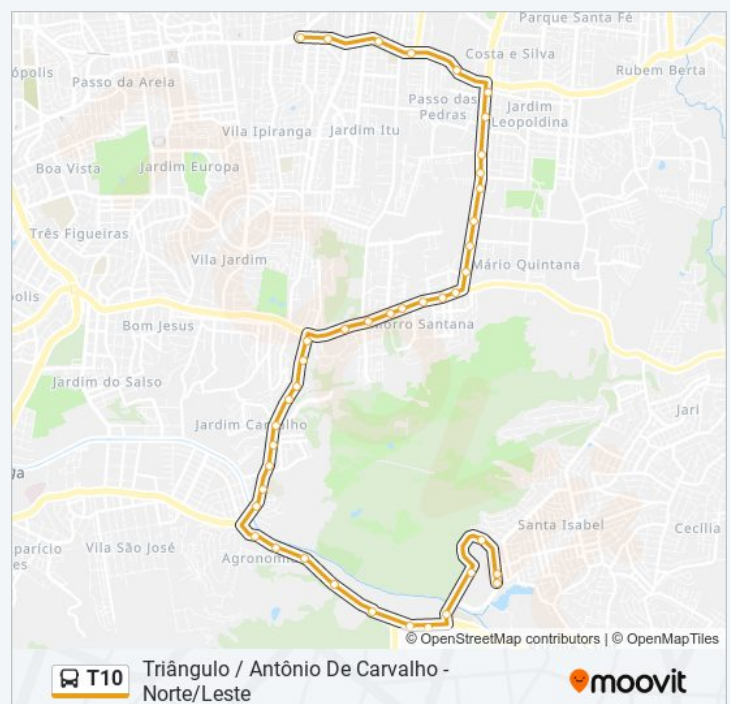 Parque Santa Fé
Costa e Silva
ópolis
Passo da Areia
Rubem Berta
Passo das
Pedras
Jardim
Leopoldina
Vila Ipiranga
Jardim Itu
Boa Vista
Jardim Europa
Três Figueiras
Vila Jardim
Mário Quintana
polis
Bom Jesus
Morro Santana
Jardim do Salso
Jari
Jardim Carvalho
ga
Santa Isabel
Cecília
aparício
es
Vila São José
Agronomia
© OpenStreetMap contributors | © OpenMapTiles
T10
Triângulo / Antônio De Carvalho -
Norte/Leste
moovit